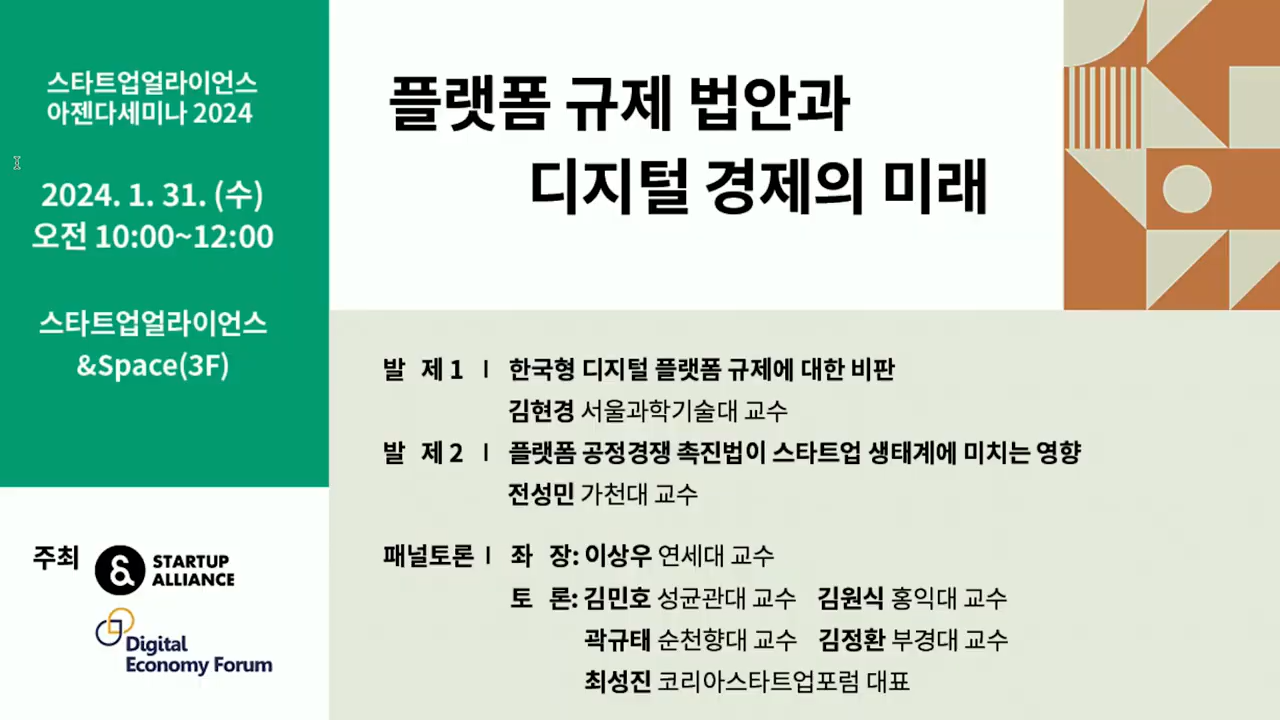 스타트업얼라이언스
아젠다세미나 2024
2024. 1. 31. (수)
오전 10:00~12:00
스타트업얼라이언스
&Space(3F)
주최
STARTUP
ALLIANCE
Digital
Economy Forum
플랫폼 규제 법안과
디지털 경제의 미래
발 제 1 ㅣ 한국형 디지털 플랫폼 규제에 대한 비판
김현경 서울과학기술대 교수
발 제 2 ㅣ 플랫폼 공정경쟁 촉진법이 스타트업 생태계에 미치는 영향
전성민 가천대 교수
패널토론 ㅣ 좌 장: 이상우 연세대 교수
토 론: 김민호 성균관대 교수 김원식 홍익대 교수
곽규태 순천향대 교수 김정환 부경대 교수
최성진 코리아스타트업포럼 대표